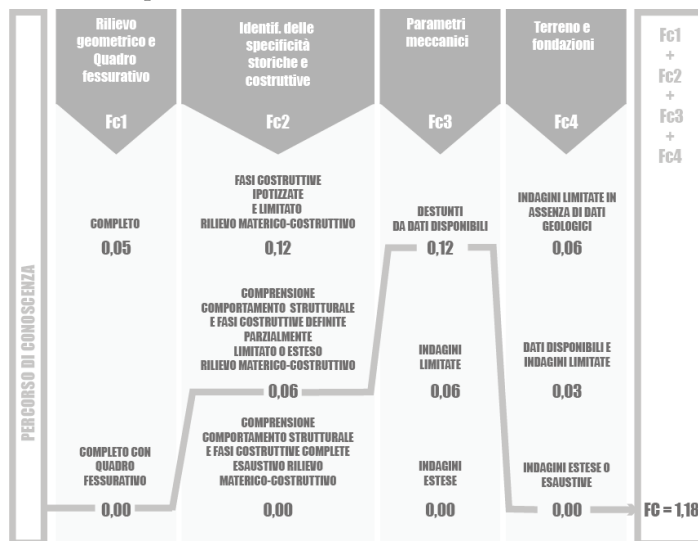 Rilievo
geometrico e
Quadro
fessurativo
Fc1
Identif. delle
specificità
storiche e
costruttive
Fc2
Parametri
meccanici
Fc3
Terreno e
fondazioni
Fc4
Fc1
+
Fc2
+
Fc3
+
Fc4
PERCORSO DI CONOSCENZA
COMPLETO
0,05
FASI COSTRUTTIVE
IPOTIZZATE
E LIMITATO
RILIEVO MATERICO-COSTRUTTIVO
0,12
DESTUNTI
DA DATI DISPONIBILI
0,12
INDAGINI LIMITATE IN
ASSENZA DI DATI
GEOLOGICI
0,06
COMPRENSIONE
COMPORTAMENTO STRUTTURALE
E FASI COSTRUTTIVE DEFINITE
PARZIALMENTE
LIMITATO O ESTESO
RILIEVO MATERICO-COSTRUTTIVO
0,06
INDAGINI
LIMITATE
0,06
DATI DISPONIBILI E
INDAGINI LIMITATE
0,03
COMPLETO CON
QUADRO
FESSURATIVO
0,00
COMPRENSIONE
COMPORTAMENTO STRUTTURALE
E FASI COSTRUTTIVE COMPLETE
ESAUSTIVO RILIEVO
MATERICO-COSTRUTTIVO
0,00
INDAGINI
ESTESE
0,00
INDAGINI ESTESE O
ESAUSTIVE
0,00
FC = 1,18